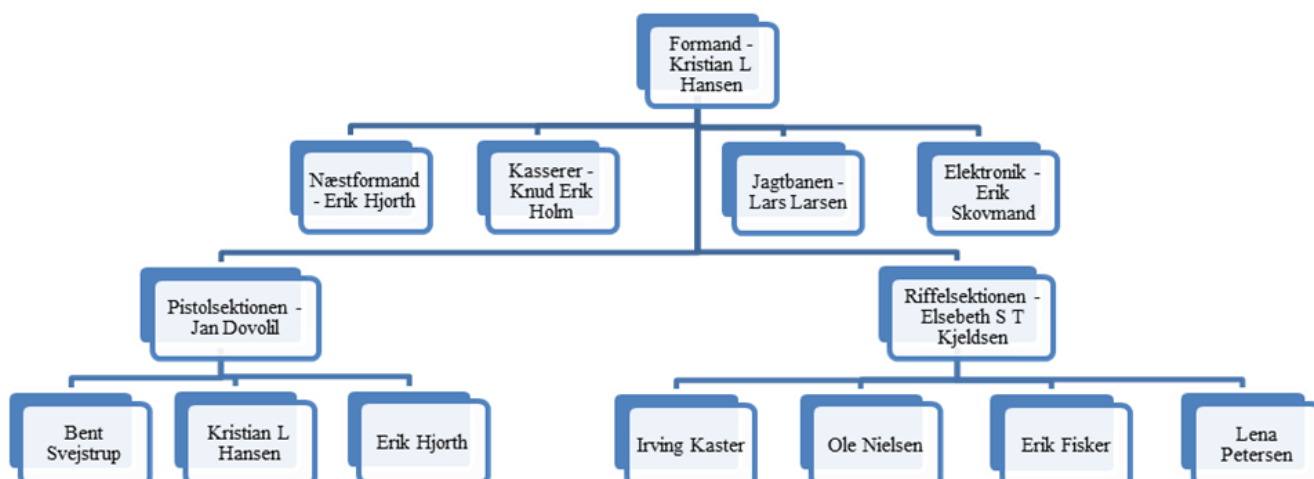 Formand -
Kristian L
Hansen
Næstformand
- Erik Hjorth
Kasserer -
Knud Erik
Holm
Jagtbanen -
Lars Larsen
Elektronik -
Erik
Skovmand
Pistolsektionen -
Jan Dovolil
Riffelsektionen -
Elsebeth S T
Kjeldsen
Bent
Svejstrup
Kristian L
Hansen
Erik Hjorth
Irving Kaster
Ole Nielsen
Erik Fisker
Lena
Petersen